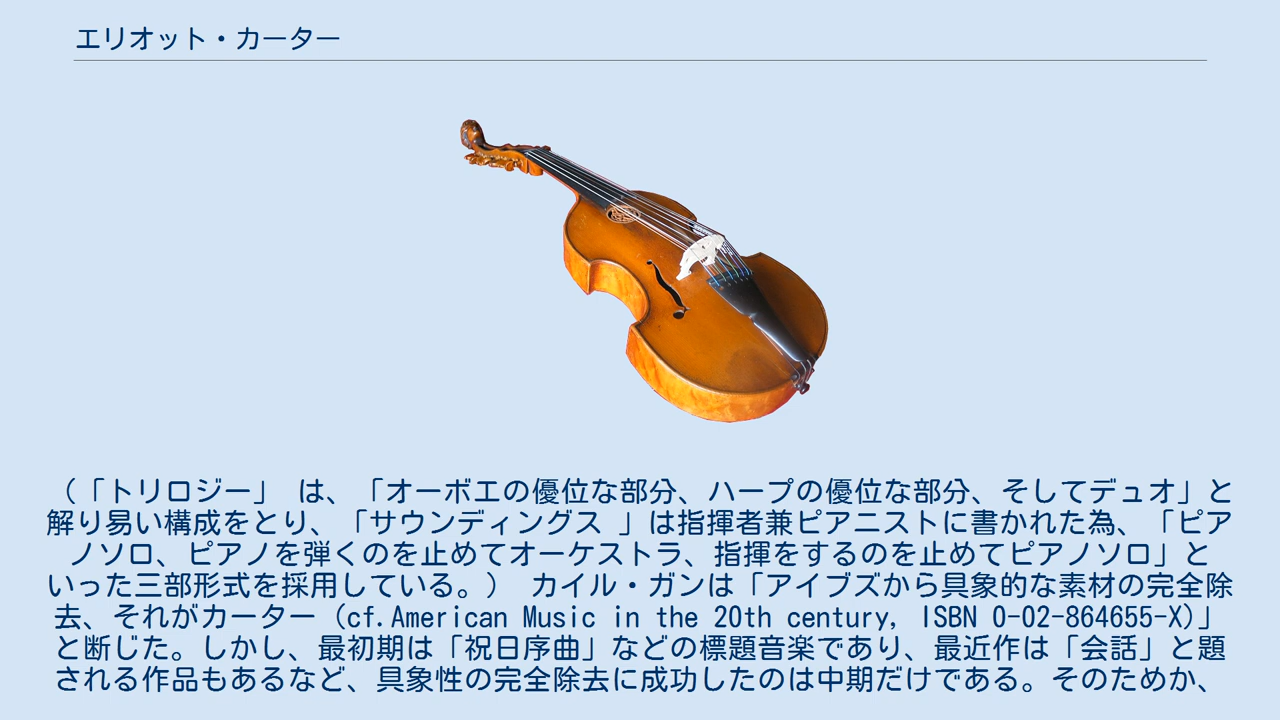 エリオット・カーター
（「トリロジー」 は、「オーボエの優位な部分、ハープの優位な部分、そしてデュオ」と
解り易い構成をとり、「サウンディングス 」は指揮者兼ピアニストに書かれた為、「ピア
ノソロ、ピアノを弾くのを止めてオーケストラ、指揮をするのを止めてピアノソロ」と
いった三部形式を採用している。） カイル・ガンは「アイブズから具象的な素材の完全除
去、それがカーター（cf.American Music in the 20th century, ISBN 0-02-864655-X)」
と断じた。しかし、最初期は「祝日序曲」などの標題音楽であり、最近作は「会話」と題
される作品もあるなど、具象性の完全除去に成功したのは中期だけである。そのためか、